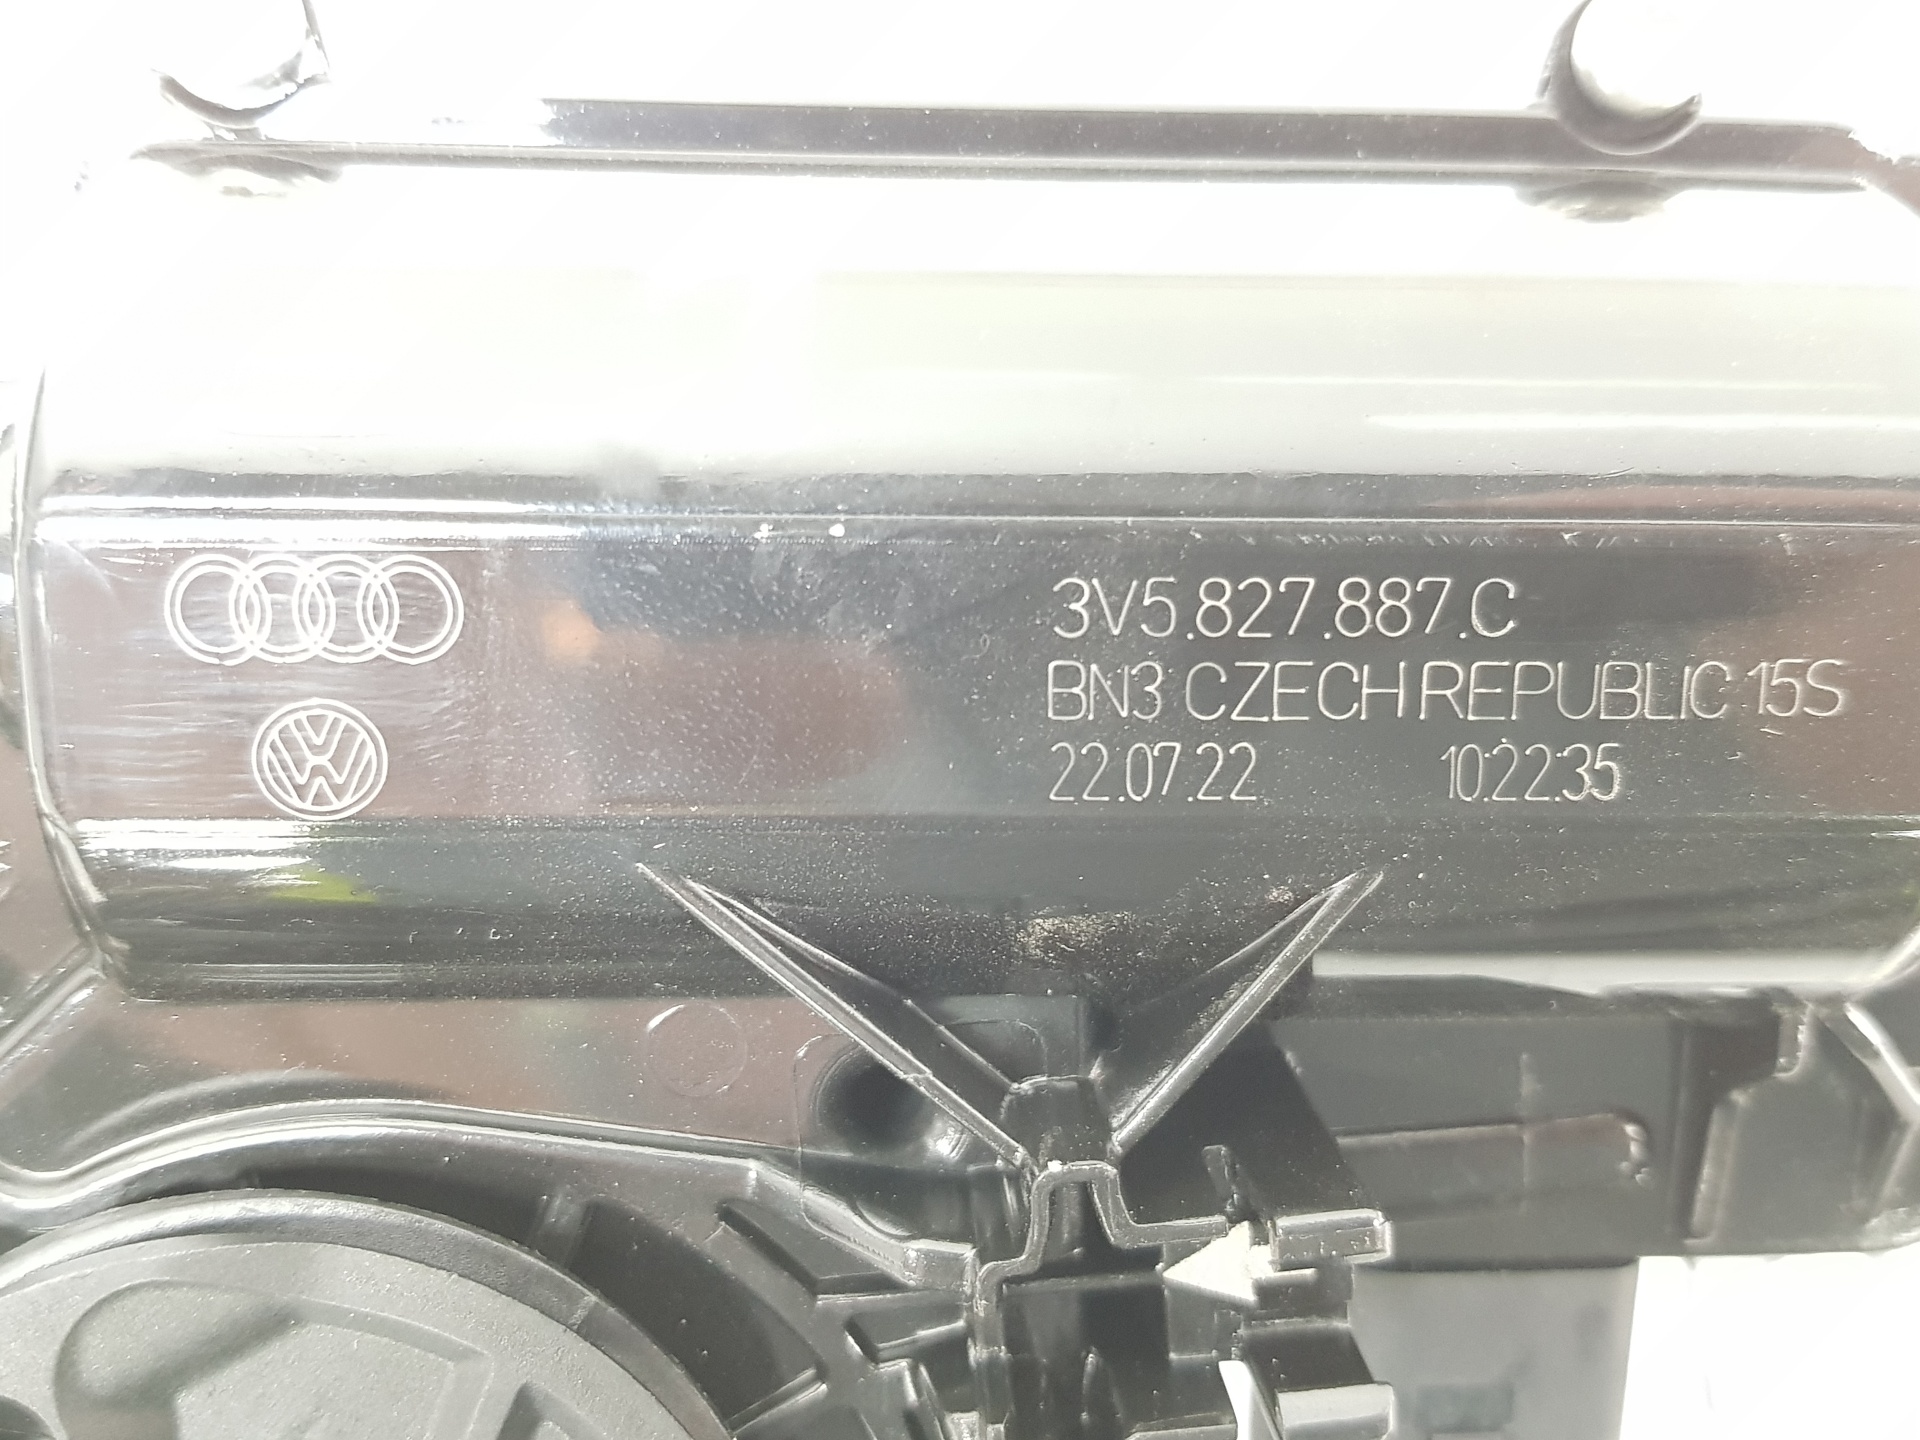 3V5.827.887.C
BN3 CZECH REPUBLIC 15S
22.07.22 10:22:35